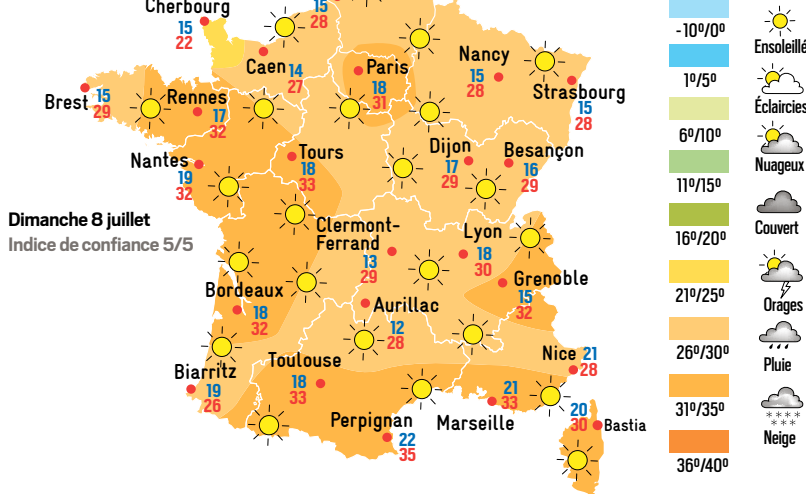 Cherbourg
15
22
15
28
Caen 14
27
Paris
18
31
Nancy
15
28
Strasbourg
15
28
Brest 15
29
Rennes
17
32
Nantes
19
32
Tours
18
33
Dijon
17
29
Besançon
16
29
Dimanche 8 juillet
Indice de confiance 5/5
Clermont-
Ferrand
13
29
Lyon
18
30
Grenoble
15
32
Bordeaux
18
32
Aurillac
12
28
Biarritz
19
26
Toulouse
18
33
Nice 21
28
Perpignan
22
35
Marseille
21
33
20
30
Bastia
-10º/0º
1º/5º
6º/10º
11º/15º
16º/20º
21º/25º
26º/30º
31º/35º
36º/40º
Ensoleillé
Éclaircies
Nuageux
Couvert
Orages
Pluie
Neige